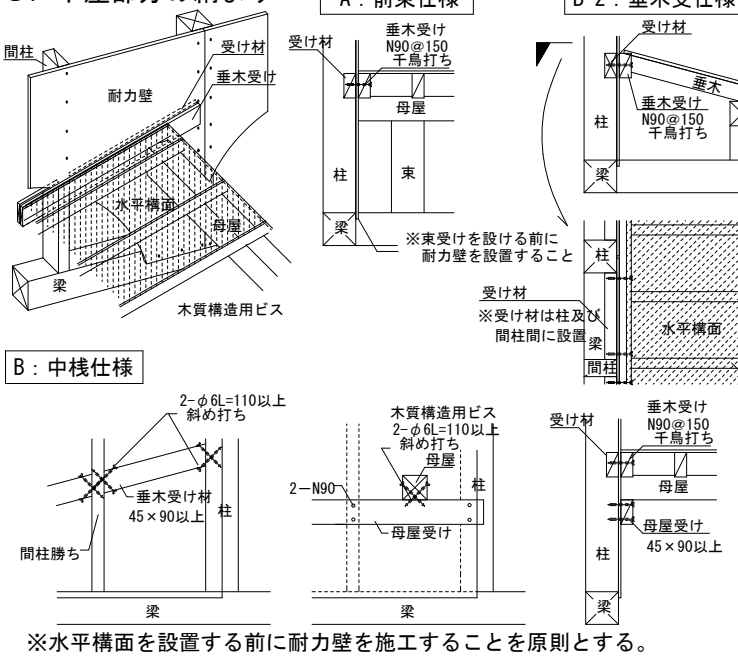 A：前束仕様
B-2：垂木受仕様
間柱
受け材
垂木受け
耐力壁
水平構面
母屋
梁
木質構造用ビス
受け材
垂木受け
N90@150
千鳥打ち
母屋
柱
束
梁
※束受けを設ける前に
耐力壁を設置すること
受け材
垂木
垂木受け
N90@150
千鳥打ち
柱
梁
柱
受け材
※受け材は柱及び
間柱間に設置
梁
間柱
水平構面
B：中桟仕様
2-φ6L=110以上
斜め打ち
垂木受け材
45×90以上
柱
間柱勝ち
梁
木質構造用ビス
2-φ6L=110以上
斜め打ち
母屋
2－N90
柱
母屋受け
梁
受け材
垂木受け
N90@150
千鳥打ち
母屋
母屋受け
45×90以上
柱
梁
※水平構面を設置する前に耐力壁を施工することを原則とする。